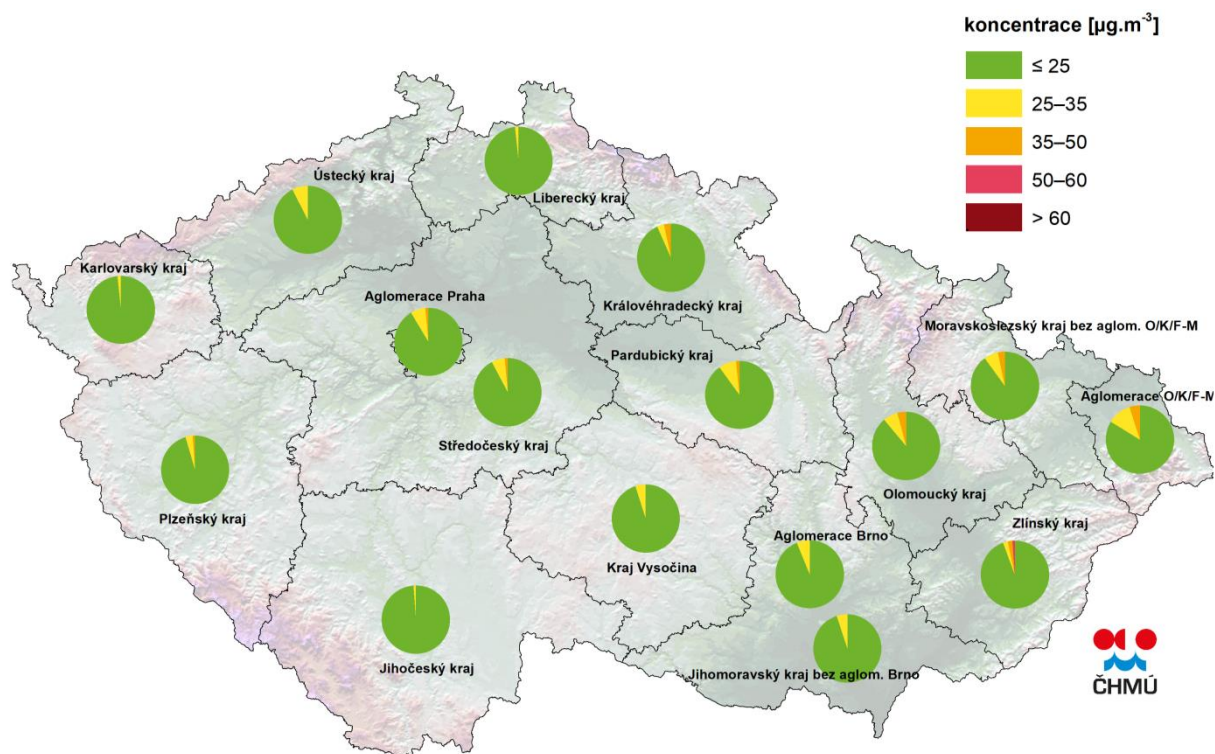 koncentrace [µg.m⁻³]
≤ 25
25–35
35–50
50–60
> 60
Ústecký kraj
Liberecký kraj
Karlovarský kraj
Aglomerace Praha
Královéhradecký kraj
Moravskoslezský kraj bez aglom. O/K/F-M
Pardubický kraj
Aglomerace O/K/F-M
Středočeský kraj
Olomoucký kraj
Plzeňský kraj
Zlínský kraj
Aglomerace Brno
Kraj Vysočina
Jihočeský kraj
Jihomoravský kraj bez aglom. Brno
ČHMÚ